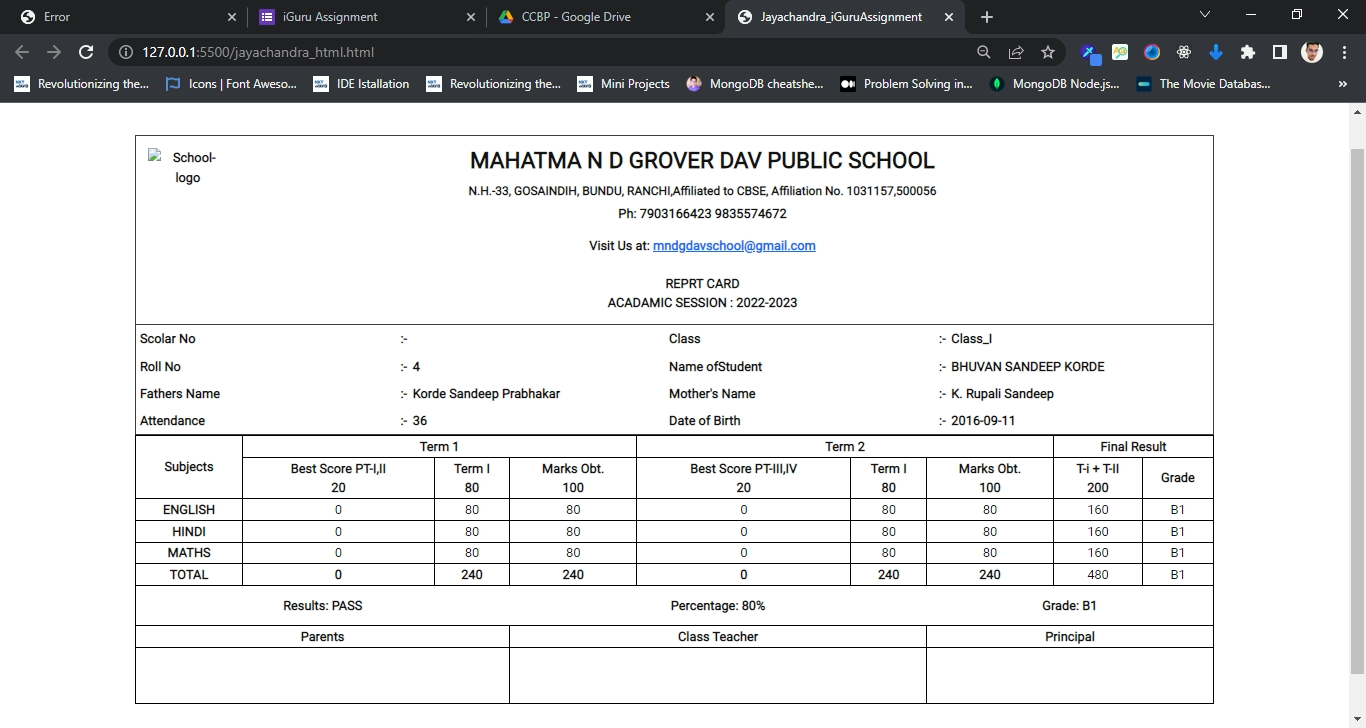 Error
iGuru Assignment
CCBP - Google Drive
Jayachandra_iGuruAssignment
127.0.0.1:5500/jayachandra_html.html
Revolutionizing the... Icons | Font Aweso... IDE Istallation Revolutionizing the... Mini Projects MongoDB cheatshe... Problem Solving in... MongoDB Node.js... The Movie Databas... »
School-
logo
MAHATMA N D GROVER DAV PUBLIC SCHOOL
N.H.-33, GOSAINDIH, BUNDU, RANCHI,Affiliated to CBSE, Affiliation No. 1031157,500056
Ph: 7903166423 9835574672
Visit Us at: mndgdavschool@gmail.com
REPRT CARD
ACADAMIC SESSION : 2022-2023
Scolar No :- Class :- Class_I
Roll No :- 4 Name ofStudent :- BHUVAN SANDEEP KORDE
Fathers Name :- Korde Sandeep Prabhakar Mother's Name :- K. Rupali Sandeep
Attendance :- 36 Date of Birth :- 2016-09-11
Subjects Term 1 Term 2 Final Result
Best Score PT-I,II Term I Marks Obt. Best Score PT-III,IV Term I Marks Obt. T-i + T-II Grade
20 80 100 20 80 100 200
ENGLISH 0 80 80 0 80 80 160 B1
HINDI 0 80 80 0 80 80 160 B1
MATHS 0 80 80 0 80 80 160 B1
TOTAL 0 240 240 0 240 240 480 B1
Results: PASS Percentage: 80% Grade: B1
Parents Class Teacher Principal